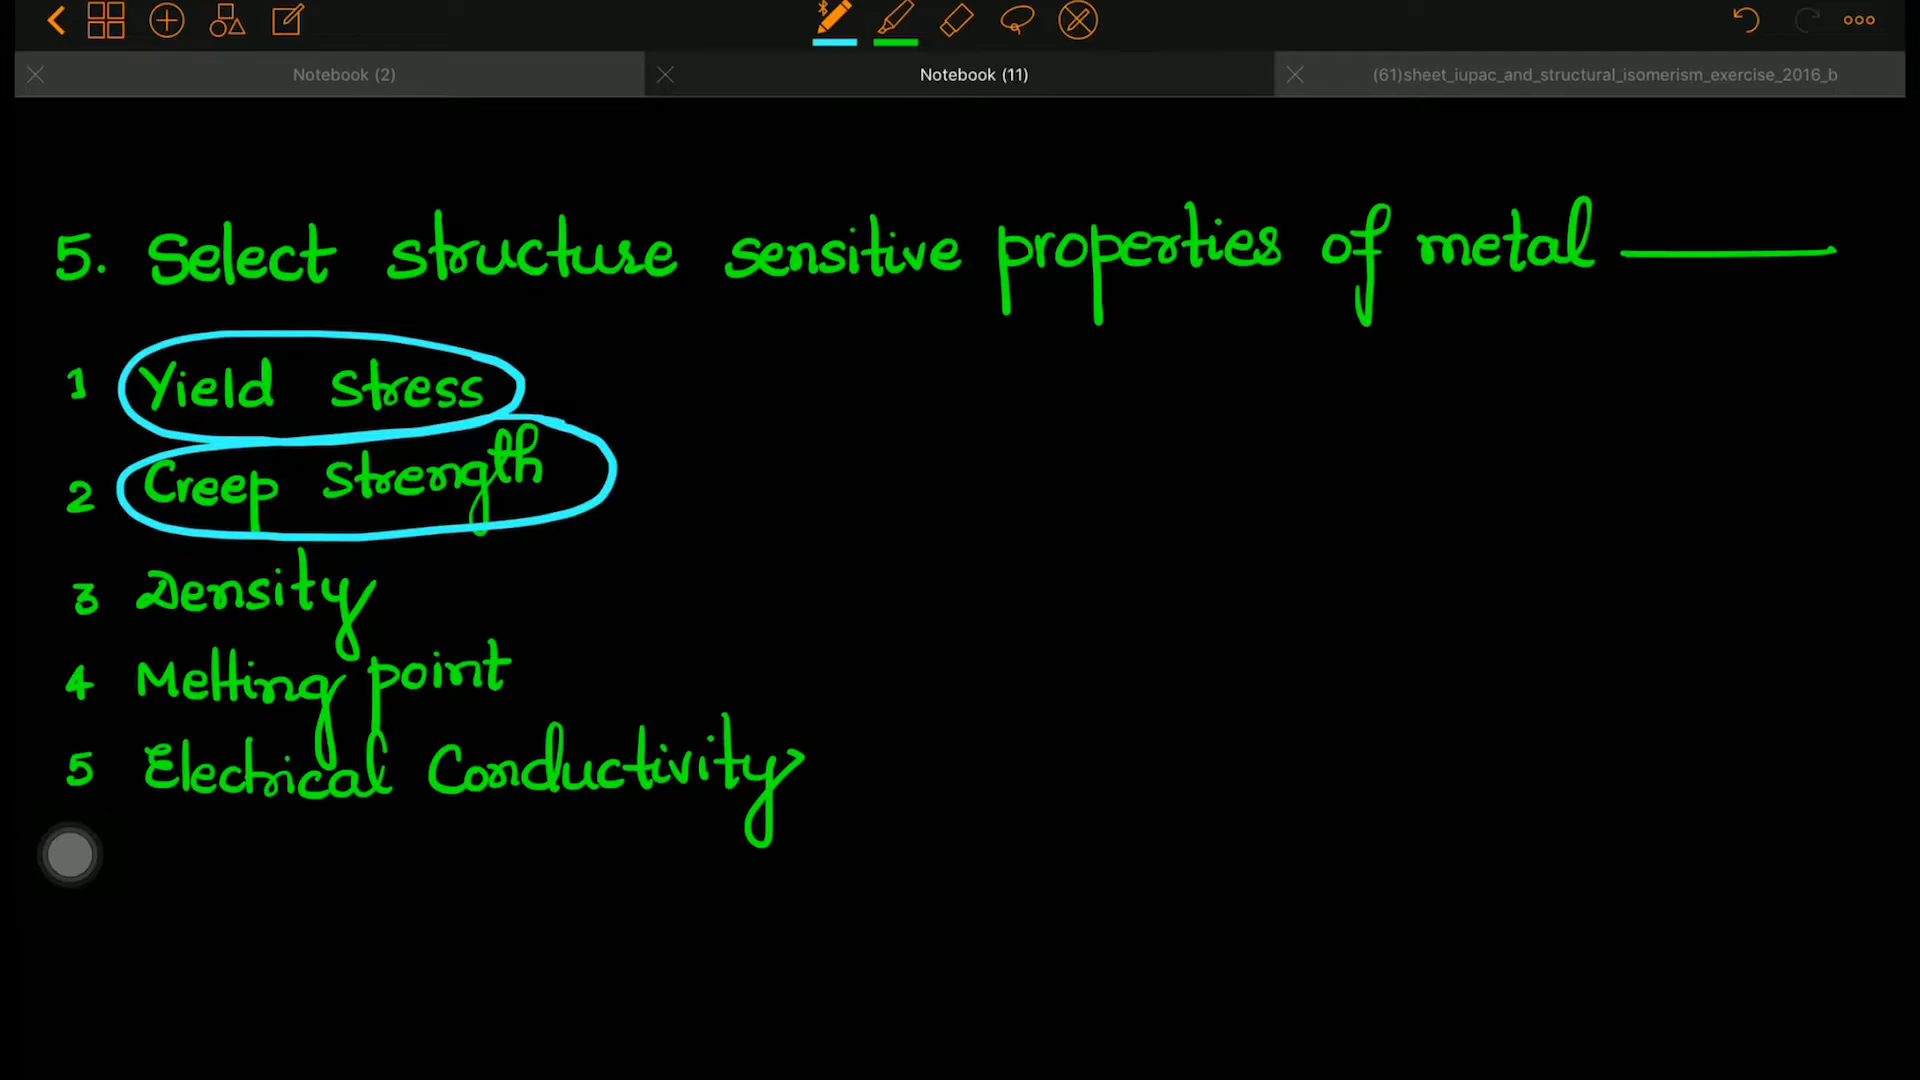 Notebook (2)
Notebook (11)
(61)sheet_iupac_and_structural_isomerism_exercise_2016_b
5. Select structure sensitive properties of metal ______
1 Yield stress
2 Creep strength
3 Density
4 Melting point
5 Electrical Conductivity